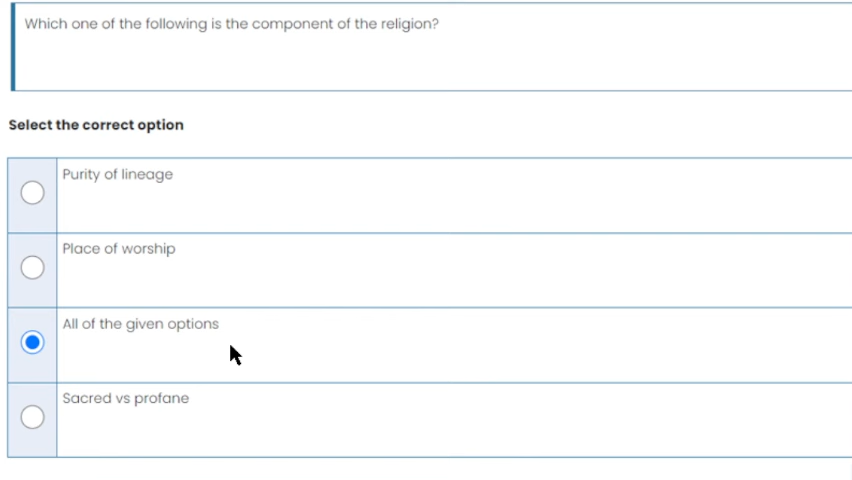 Which one of the following is the component of the religion?
Select the correct option
Purity of lineage
Place of worship
All of the given options
Sacred vs profane